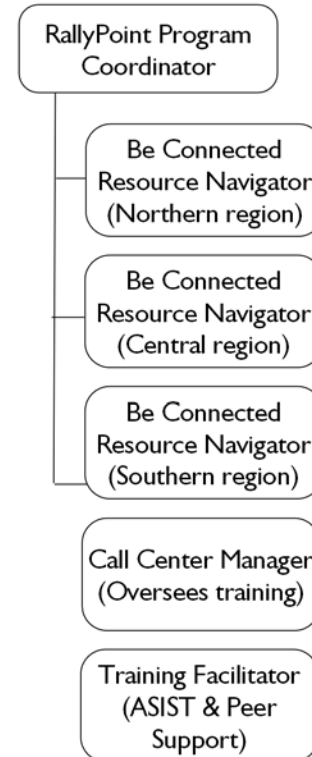 RallyPoint Program
Coordinator
Be Connected
Resource Navigator
(Northern region)
Be Connected
Resource Navigator
(Central region)
Be Connected
Resource Navigator
(Southern region)
Call Center Manager
(Oversees training)
Training Facilitator
(ASIST & Peer
Support)